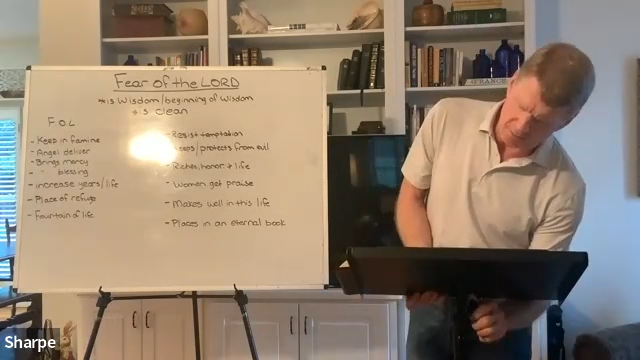 Fear of the LORD
*is Wisdom/beginning of Wisdom
*is clean
F.O.L
- Keep in famine
- Angel deliver
- Brings mercy
- " blessing
- increase years/life
- Place of refuge
- Fountain of life
- Resist temptation
- Keeps/protects from evil
- Riches, honor + life
- Women get praise
- Makes well in this life
- Places in an eternal book
FRANCE
Sharpe